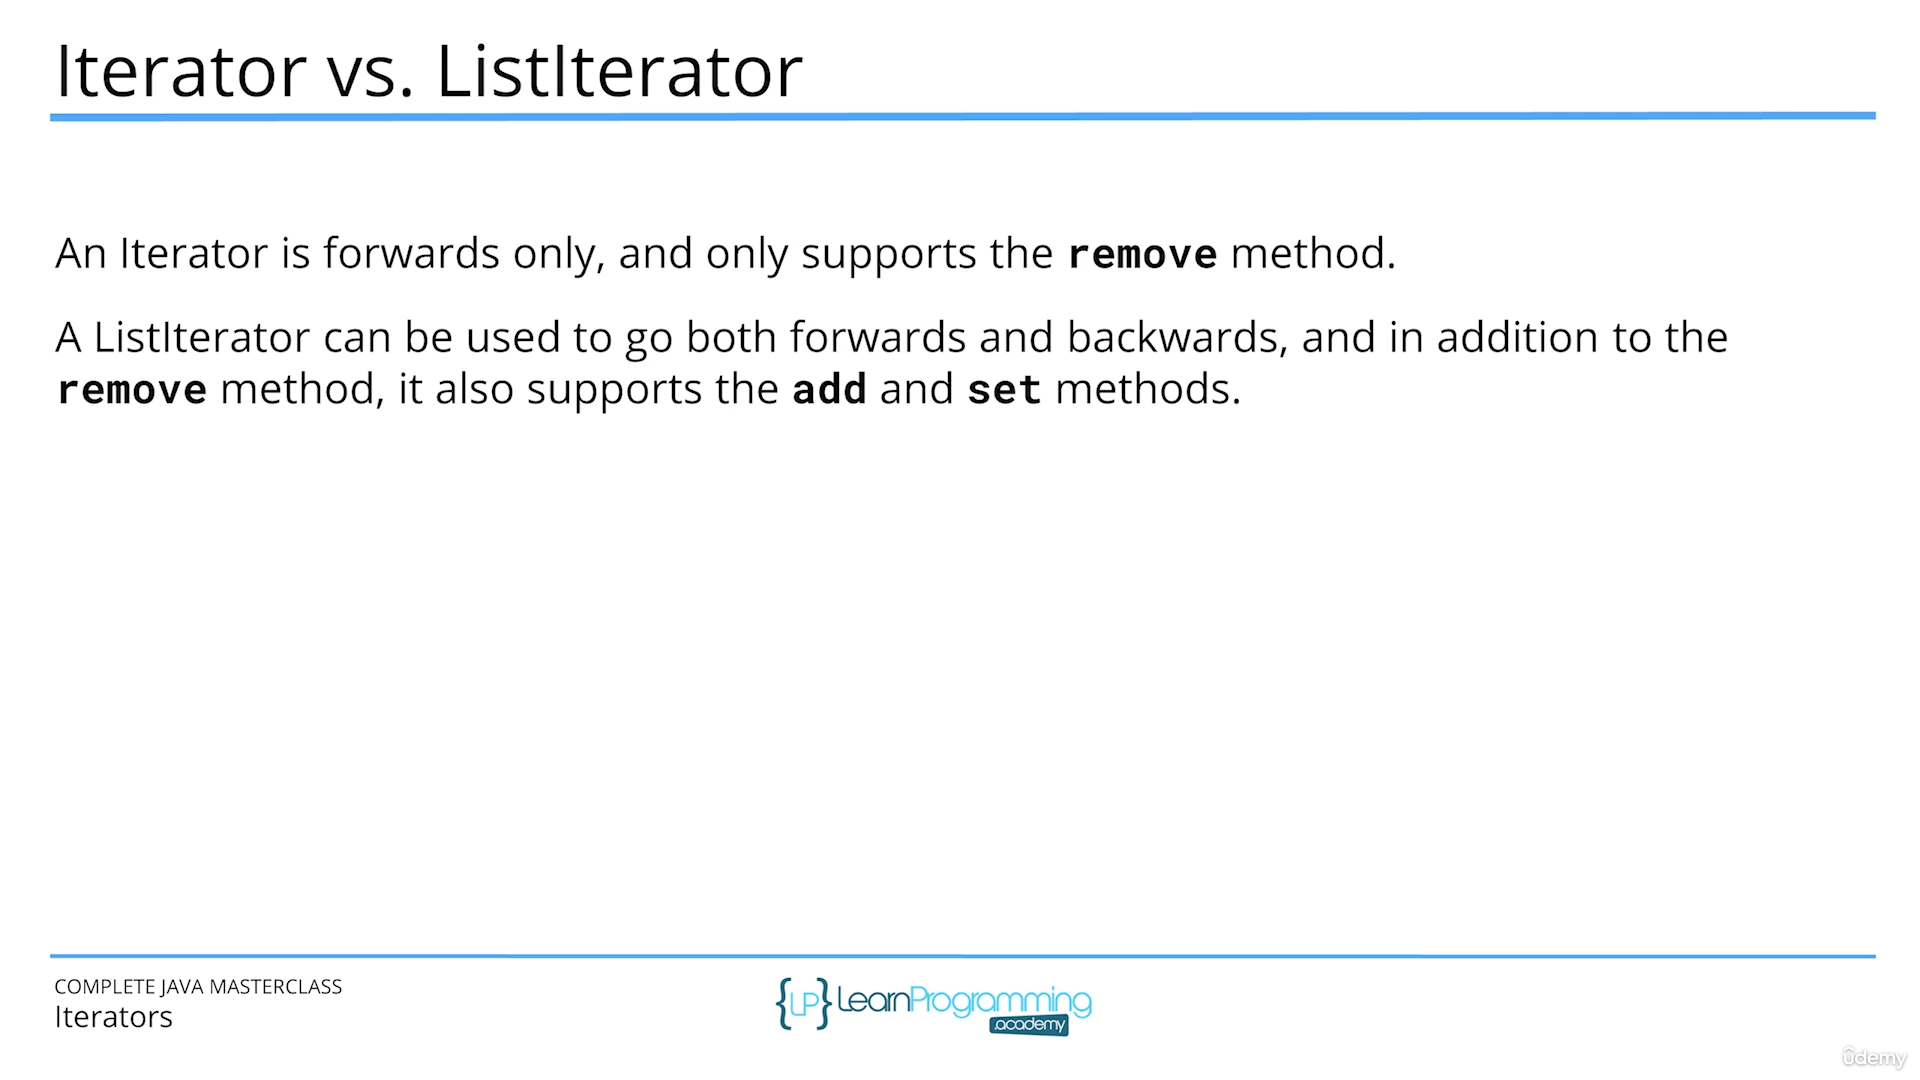 Iterator vs. ListIterator
An Iterator is forwards only, and only supports the remove method.
A ListIterator can be used to go both forwards and backwards, and in addition to the
remove method, it also supports the add and set methods.
COMPLETE JAVA MASTERCLASS
Iterators
{LP} LearnProgramming
.academy
ûdemy